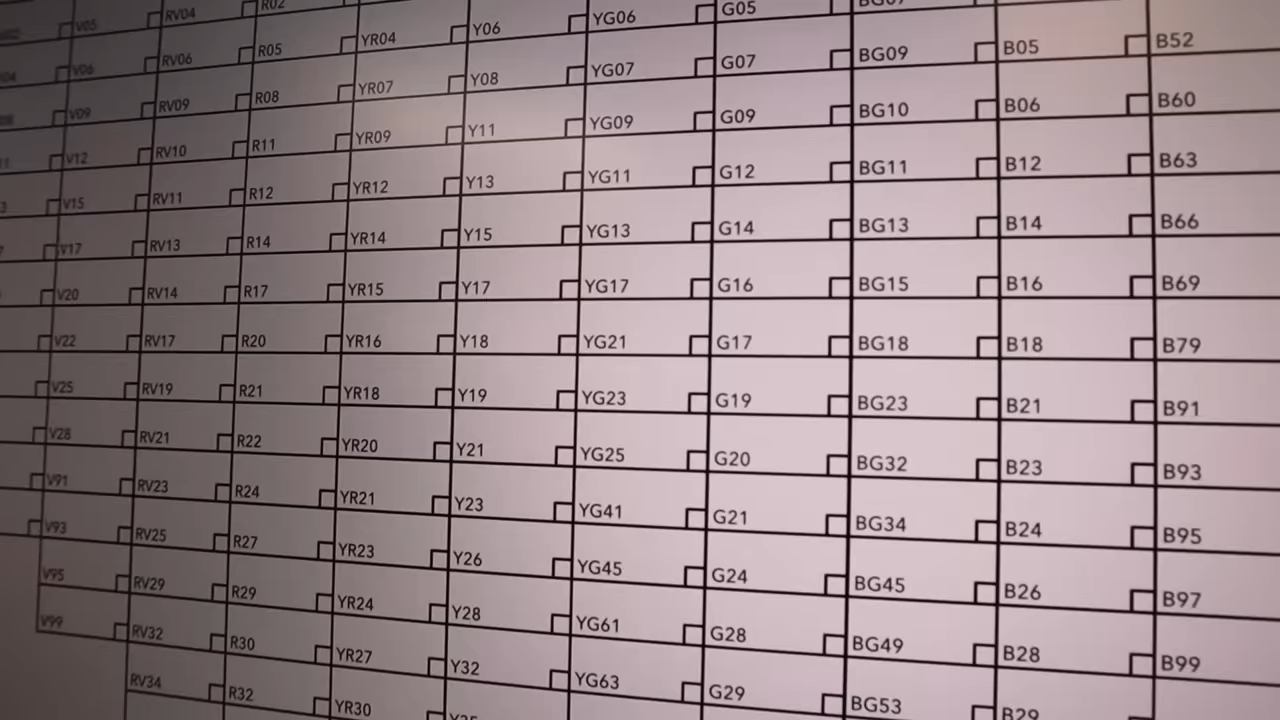 V05 RV04 R02
V06 RV06 R05 YR04 Y06 YG06 G05
V09 RV09 R08 YR07 Y08 YG07 G07 BG09 B05 B52
V12 RV10 R11 YR09 Y11 YG09 G09 BG10 B06 B60
V15 RV11 R12 YR12 Y13 YG11 G12 BG11 B12 B63
V17 RV13 R14 YR14 Y15 YG13 G14 BG13 B14 B66
V20 RV14 R17 YR15 Y17 YG17 G16 BG15 B16 B69
V22 RV17 R20 YR16 Y18 YG21 G17 BG18 B18 B79
V25 RV19 R21 YR18 Y19 YG23 G19 BG23 B21 B91
V28 RV21 R22 YR20 Y21 YG25 G20 BG32 B23 B93
V91 RV23 R24 YR21 Y23 YG41 G21 BG34 B24 B95
V93 RV25 R27 YR23 Y26 YG45 G24 BG45 B26 B97
V95 RV29 R29 YR24 Y28 YG61 G28 BG49 B28 B99
V99 RV32 R30 YR27 Y32 YG63 G29 BG53 B29
RV34 R32 YR30